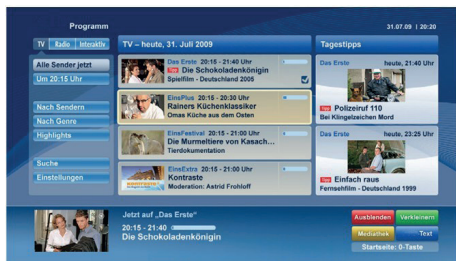 Programm
31.07.09 | 20:20
TV
Radio
Interaktiv
Alle Sender jetzt
Um 20:15 Uhr
Nach Sendern
Nach Genre
Highlights
Suche
Einstellungen
TV – heute, 31. Juli 2009
Das Erste 20:15 - 21:40 Uhr
Tipp Die Schokoladenkönigin
Spielfilm - Deutschland 2005
EinsPlus 20:15 - 20:30 Uhr
Rainers Küchenklassiker
Omas Küche aus dem Osten
EinsFestival 20:15 - 21:00 Uhr
Die Murmeltiere von Kasach...
Tierdokumentation
EinsExtra 20:15 - 21:00 Uhr
Kontraste
Moderation: Astrid Frohloff
Tagestipps
Das Erste heute, 21:40 Uhr
Tipp Polizeiruf 110
Bei Klingelzeichen Mord
Das Erste heute, 23:25 Uhr
Tipp Einfach raus
Fernsehfilm - Deutschland 1999
Jetzt auf „Das Erste“
20:15 - 21:40
Die Schokoladenkönigin
Ausblenden
Verkleinern
Mediathek
Text
Startseite: 0-Taste